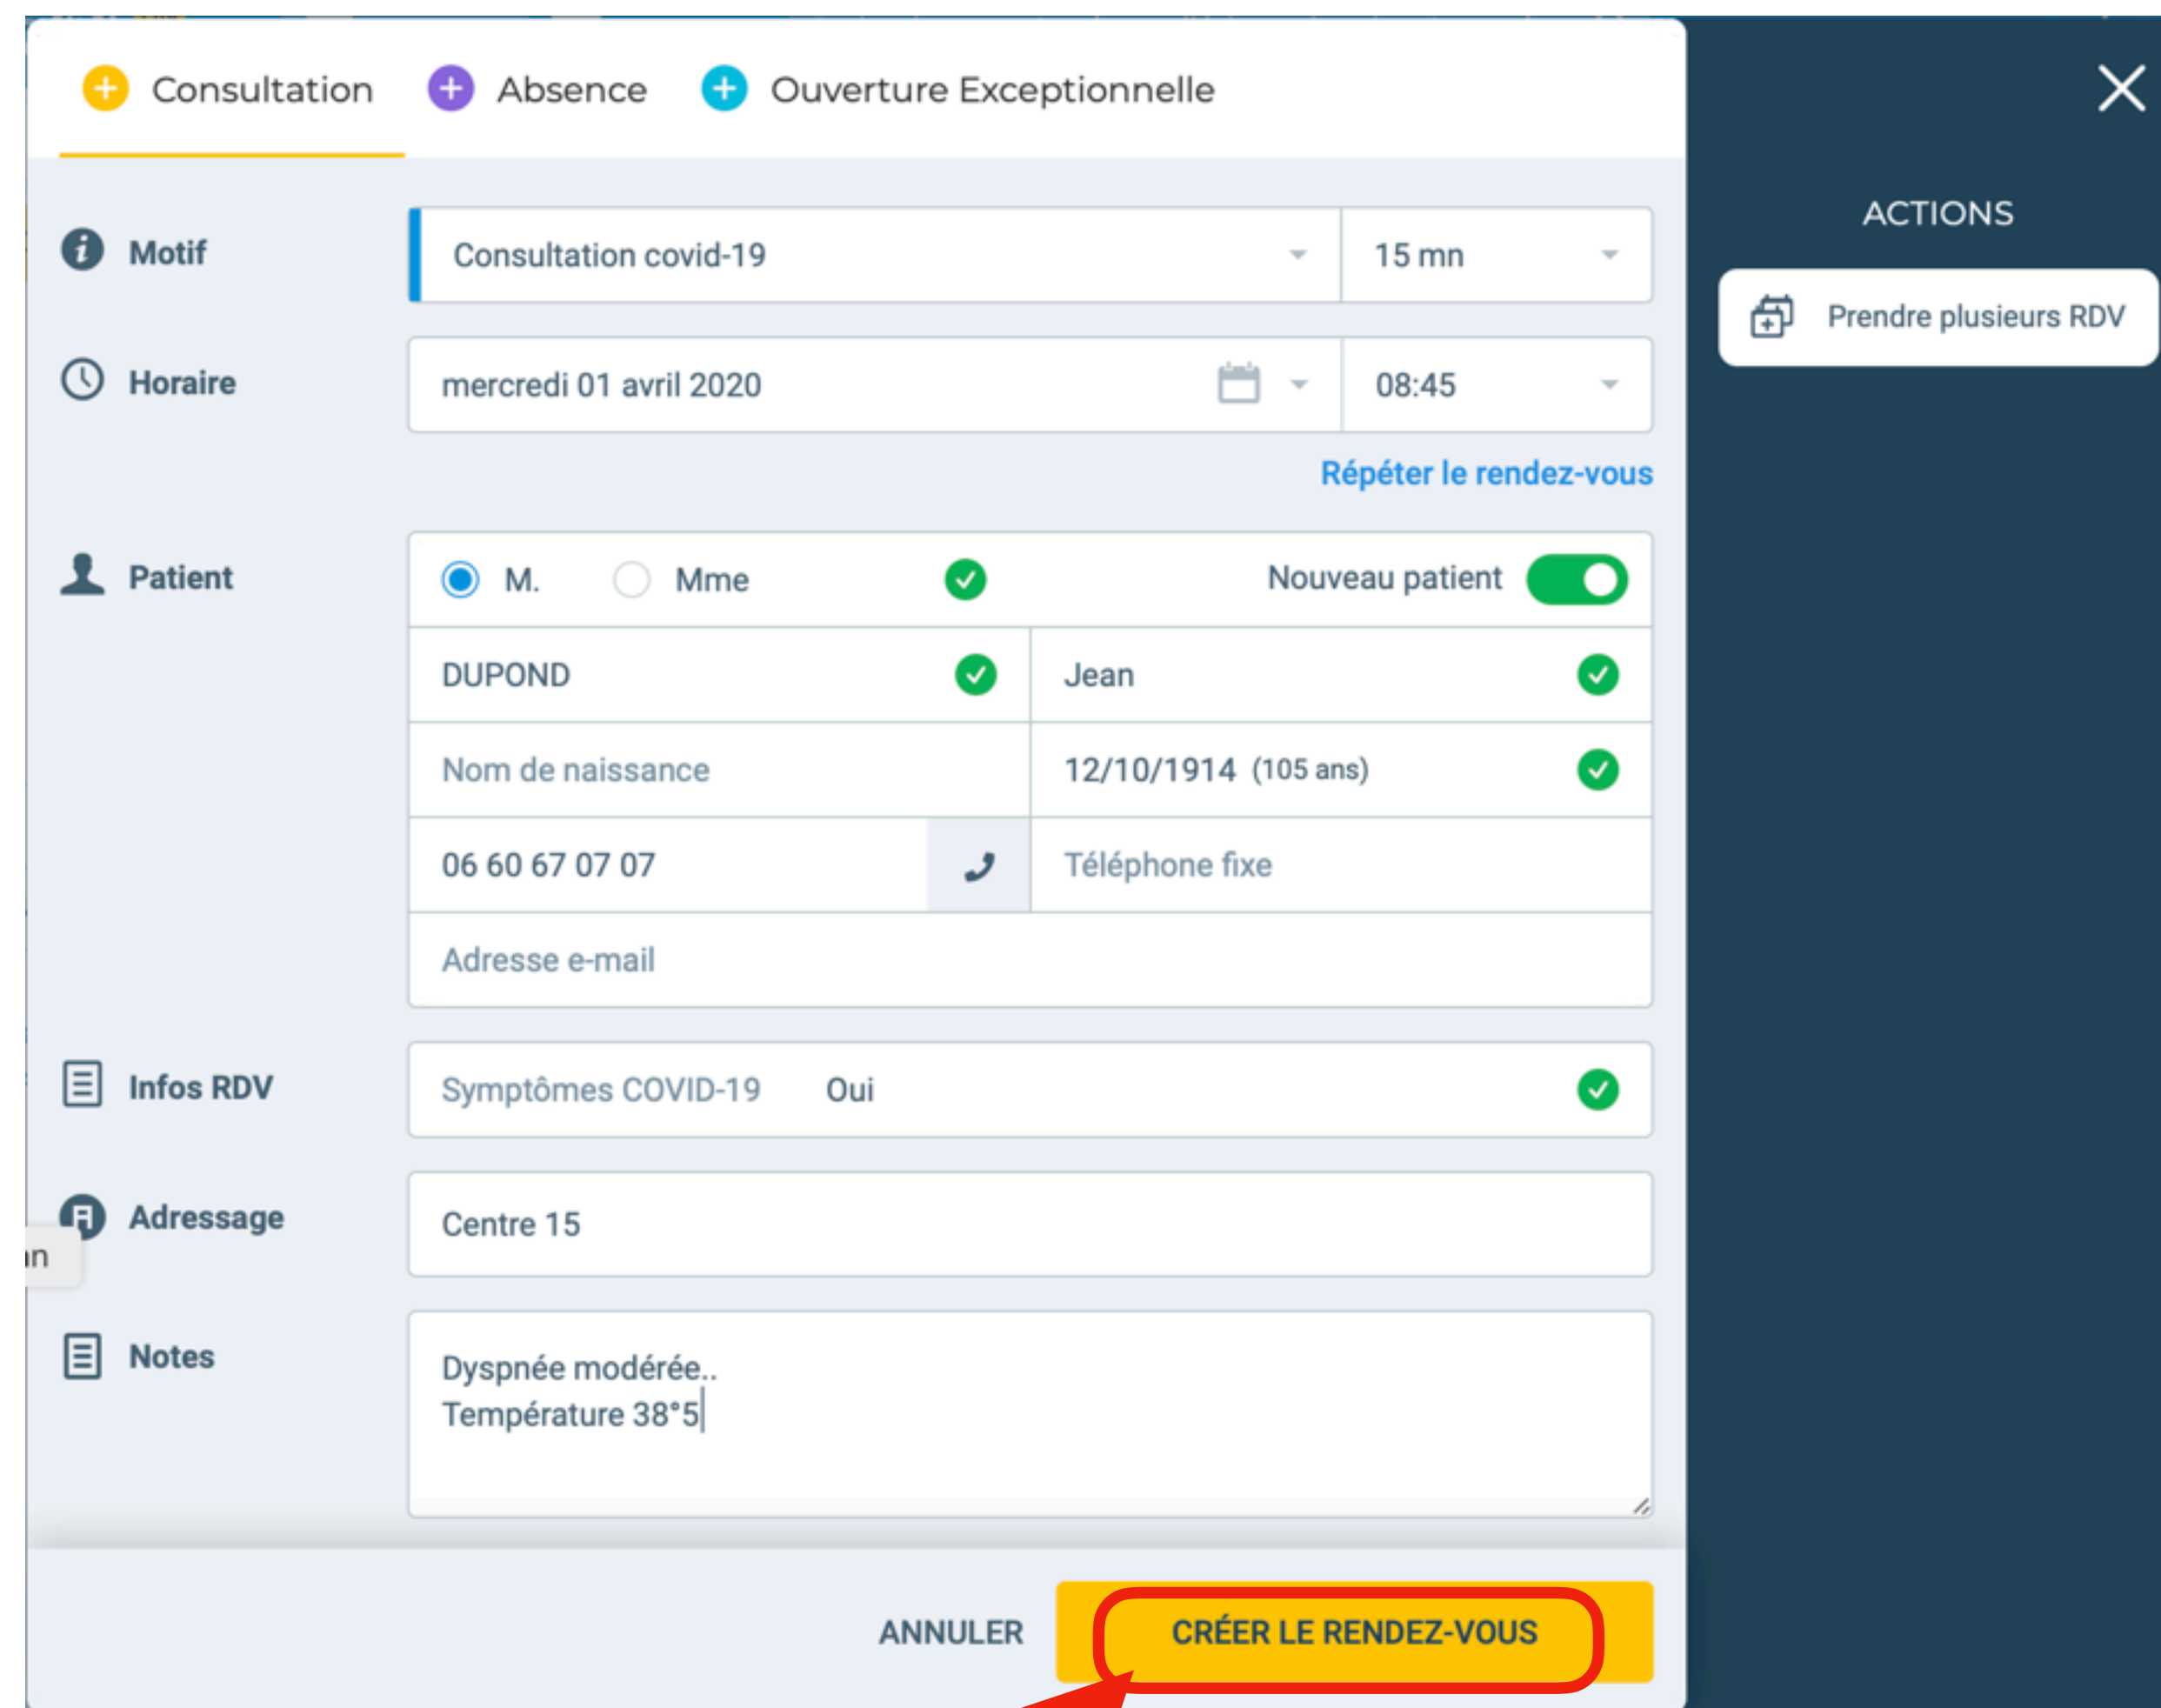 Consultation Absence Ouverture Exceptionnelle
ACTIONS
Prendre plusieurs RDV
Motif Consultation covid-19 15 mn
Horaire mercredi 01 avril 2020 08:45
Répéter le rendez-vous
Patient M. Mme Nouveau patient
DUPOND Jean
Nom de naissance 12/10/1914 (105 ans)
06 60 67 07 07 Téléphone fixe
Adresse e-mail
Infos RDV Symptômes COVID-19 Oui
Adressage Centre 15
Notes Dyspnée modérée..
Température 38°5
ANNULER CRÉER LE RENDEZ-VOUS